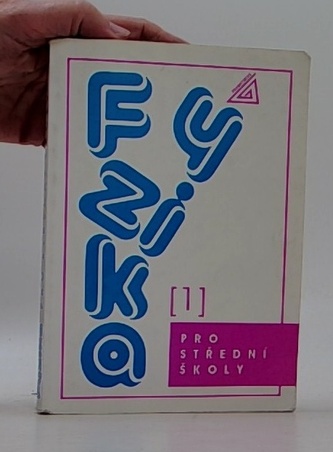 Fyzika
[1]
PRO
STŘEDNÍ
ŠKOLY